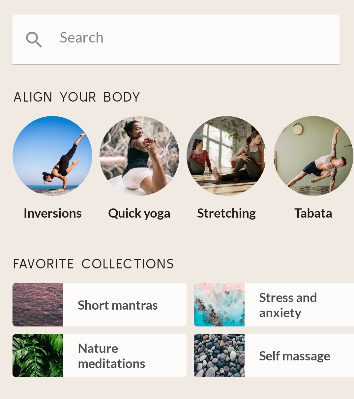 Search
ALIGN YOUR BODY
Inversions
Quick yoga
Stretching
Tabata
FAVORITE COLLECTIONS
Short mantras
Stress and
anxiety
Nature
meditations
Self massage